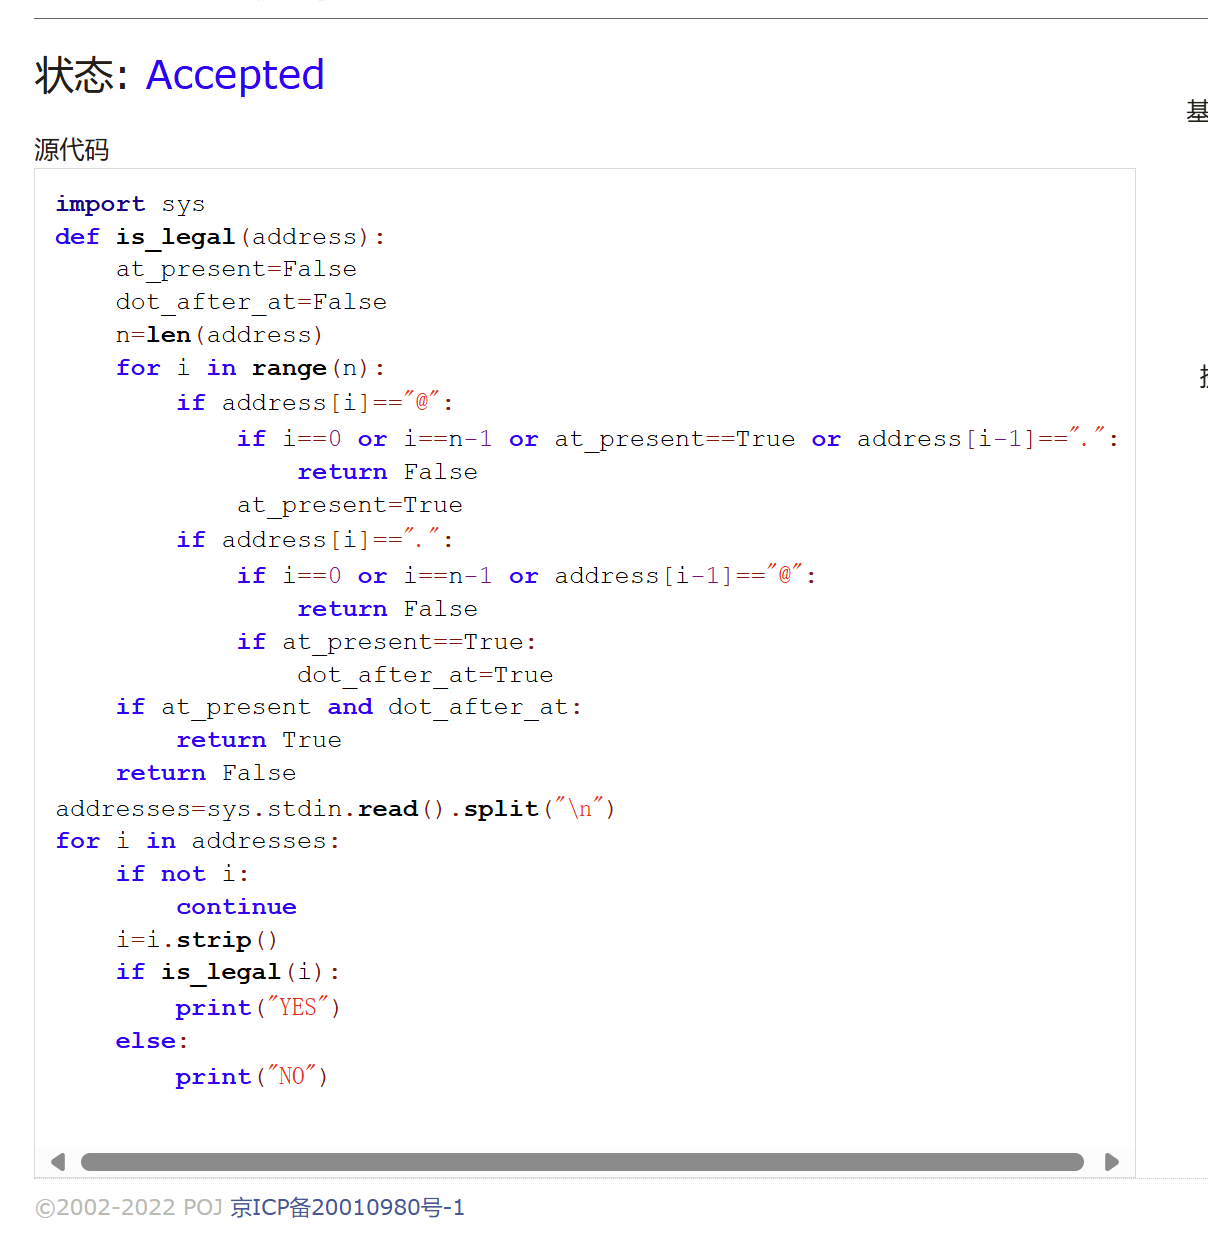 状态: Accepted
基
源代码
import sys
def is_legal(address):
    at_present=False
    dot_after_at=False
    n=len(address)
    for i in range(n):
        if address[i]=="@":
            if i==0 or i==n-1 or at_present==True or address[i-1]==".":
                return False
            at_present=True
        if address[i]==".":
            if i==0 or i==n-1 or address[i-1]=="@":
                return False
            if at_present==True:
                dot_after_at=True
    if at_present and dot_after_at:
        return True
    return False
addresses=sys.stdin.read().split("\n")
for i in addresses:
    if not i:
        continue
    i=i.strip()
    if is_legal(i):
        print("YES")
    else:
        print("NO")
©2002-2022 POJ 京ICP备20010980号-1